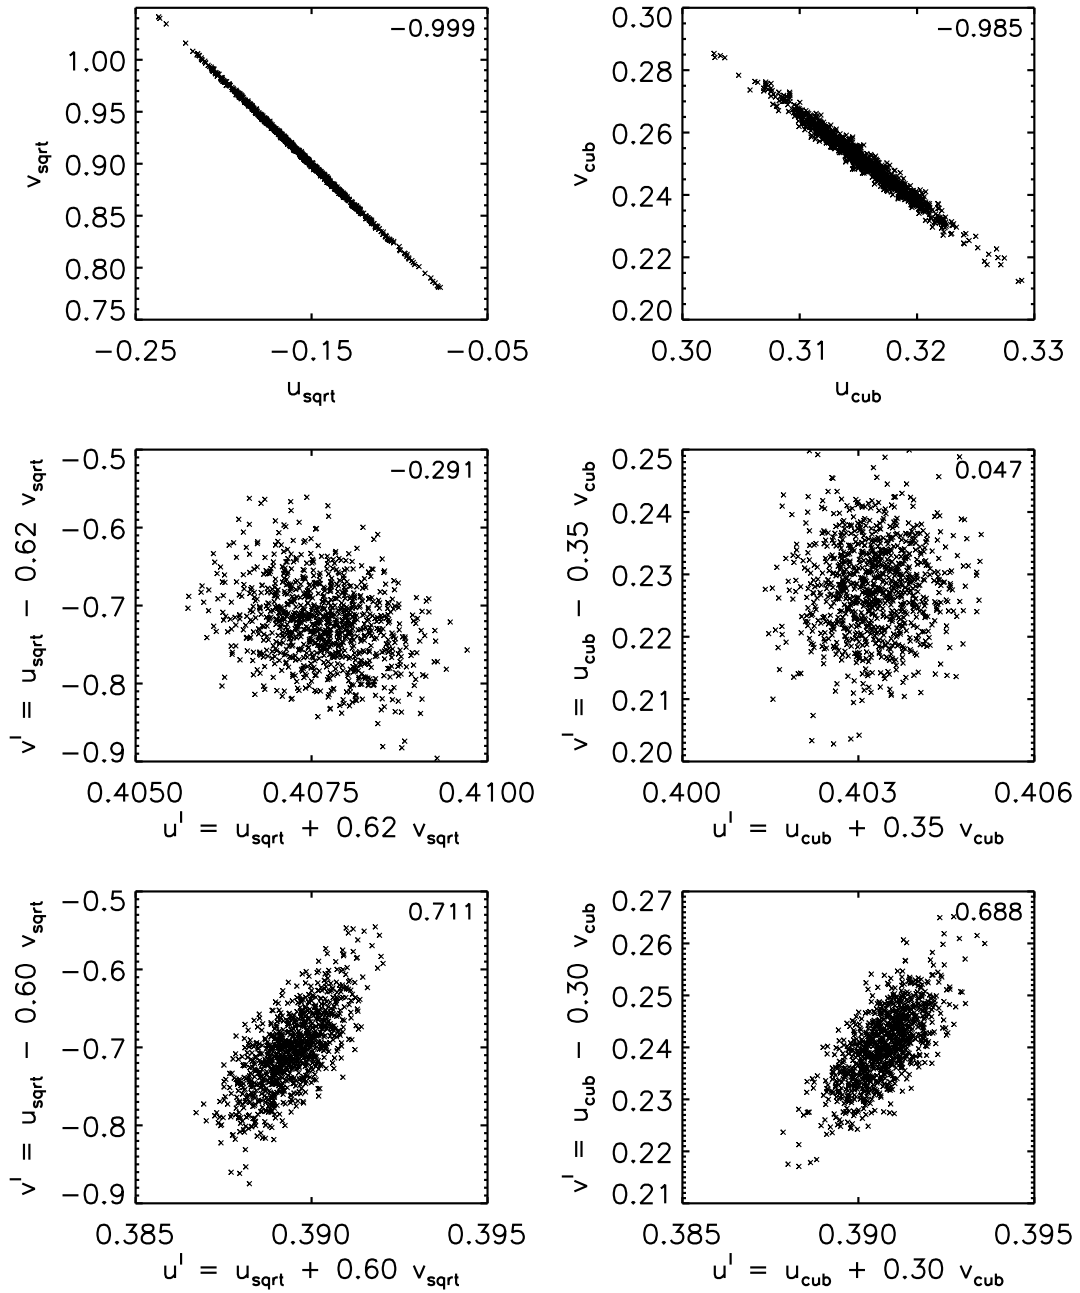 −0.999
v_sqrt
1.00
0.95
0.90
0.85
0.80
0.75
−0.25 −0.15 −0.05
u_sqrt
−0.985
v_cub
0.30
0.28
0.26
0.24
0.22
0.20
0.30 0.31 0.32 0.33
u_cub
−0.291
v' = u_sqrt − 0.62 v_sqrt
−0.5
−0.6
−0.7
−0.8
−0.9
0.4050 0.4075 0.4100
u' = u_sqrt + 0.62 v_sqrt
0.047
v' = u_cub − 0.35 v_cub
0.25
0.24
0.23
0.22
0.21
0.20
0.400 0.403 0.406
u' = u_cub + 0.35 v_cub
0.711
v' = u_sqrt − 0.60 v_sqrt
−0.5
−0.6
−0.7
−0.8
−0.9
0.385 0.390 0.395
u' = u_sqrt + 0.60 v_sqrt
0.688
v' = u_cub − 0.30 v_cub
0.27
0.26
0.25
0.24
0.23
0.22
0.21
0.385 0.390 0.395
u' = u_cub + 0.30 v_cub